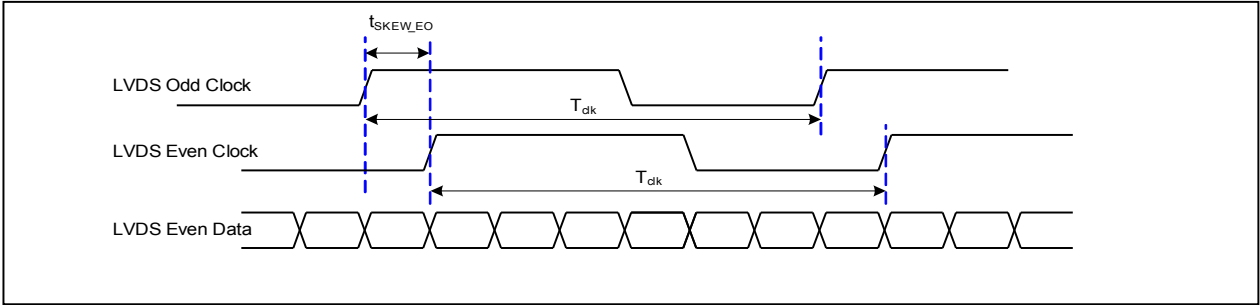 tSKEW_EO
LVDS Odd Clock
Tclk
LVDS Even Clock
Tclk
LVDS Even Data